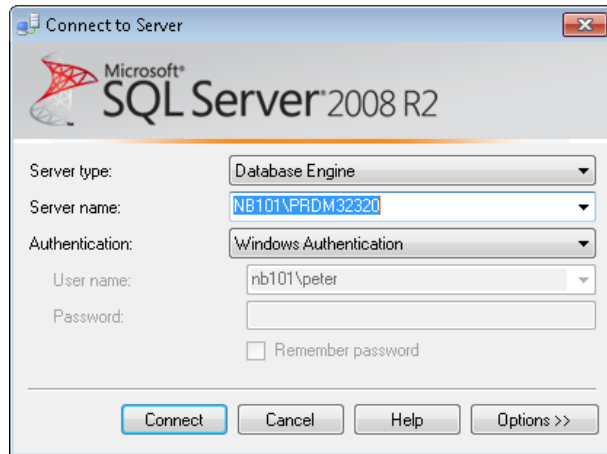 Connect to Server
Microsoft®
SQL Server® 2008 R2
Server type: Database Engine
Server name: NB101\PRDM32320
Authentication: Windows Authentication
User name: nb101\peter
Password:
Remember password
Connect Cancel Help Options >>